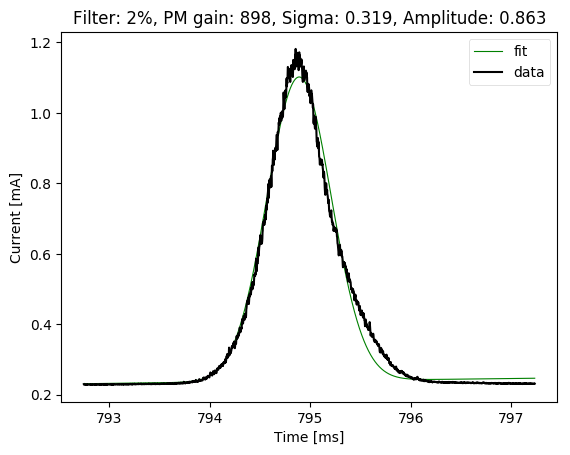 Filter: 2%, PM gain: 898, Sigma: 0.319, Amplitude: 0.863
fit
data
1.2
1.0
0.8
0.6
0.4
0.2
Current [mA]
793
794
795
796
797
Time [ms]